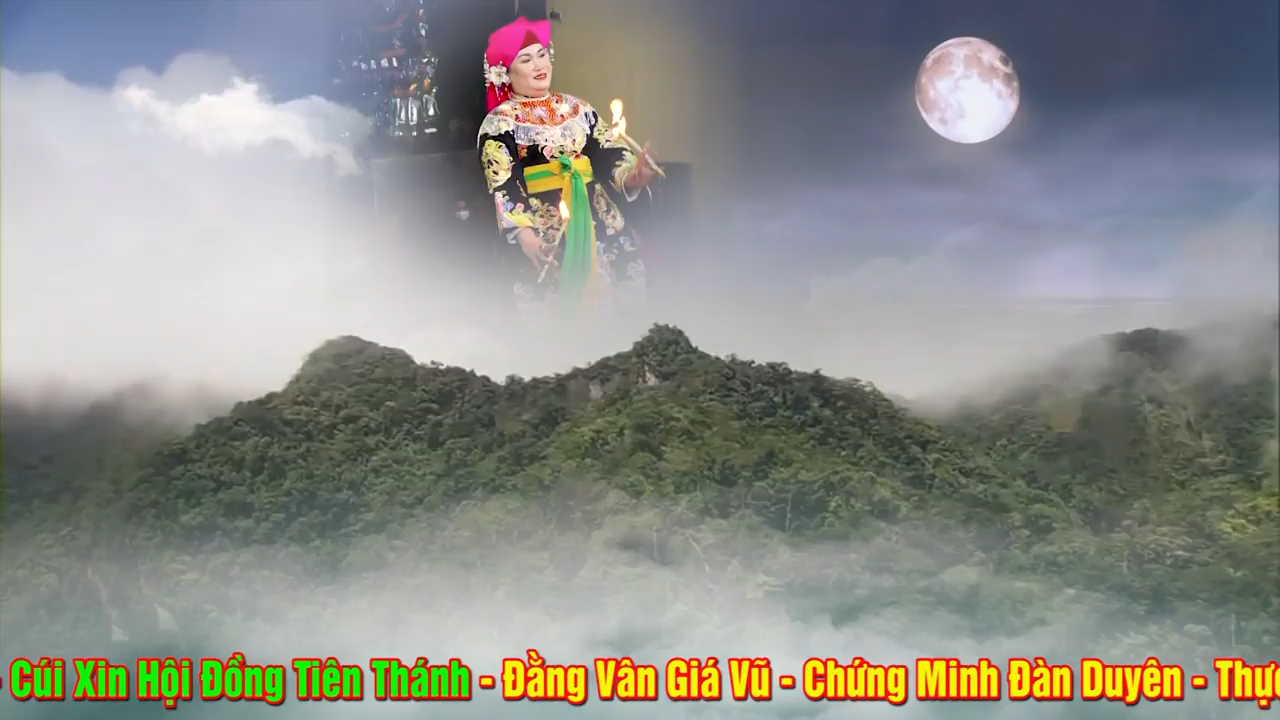 - Cúi Xin Hội Đồng Tiên Thánh - Đằng Vân Giá Vũ - Chứng Minh Đàn Duyên -